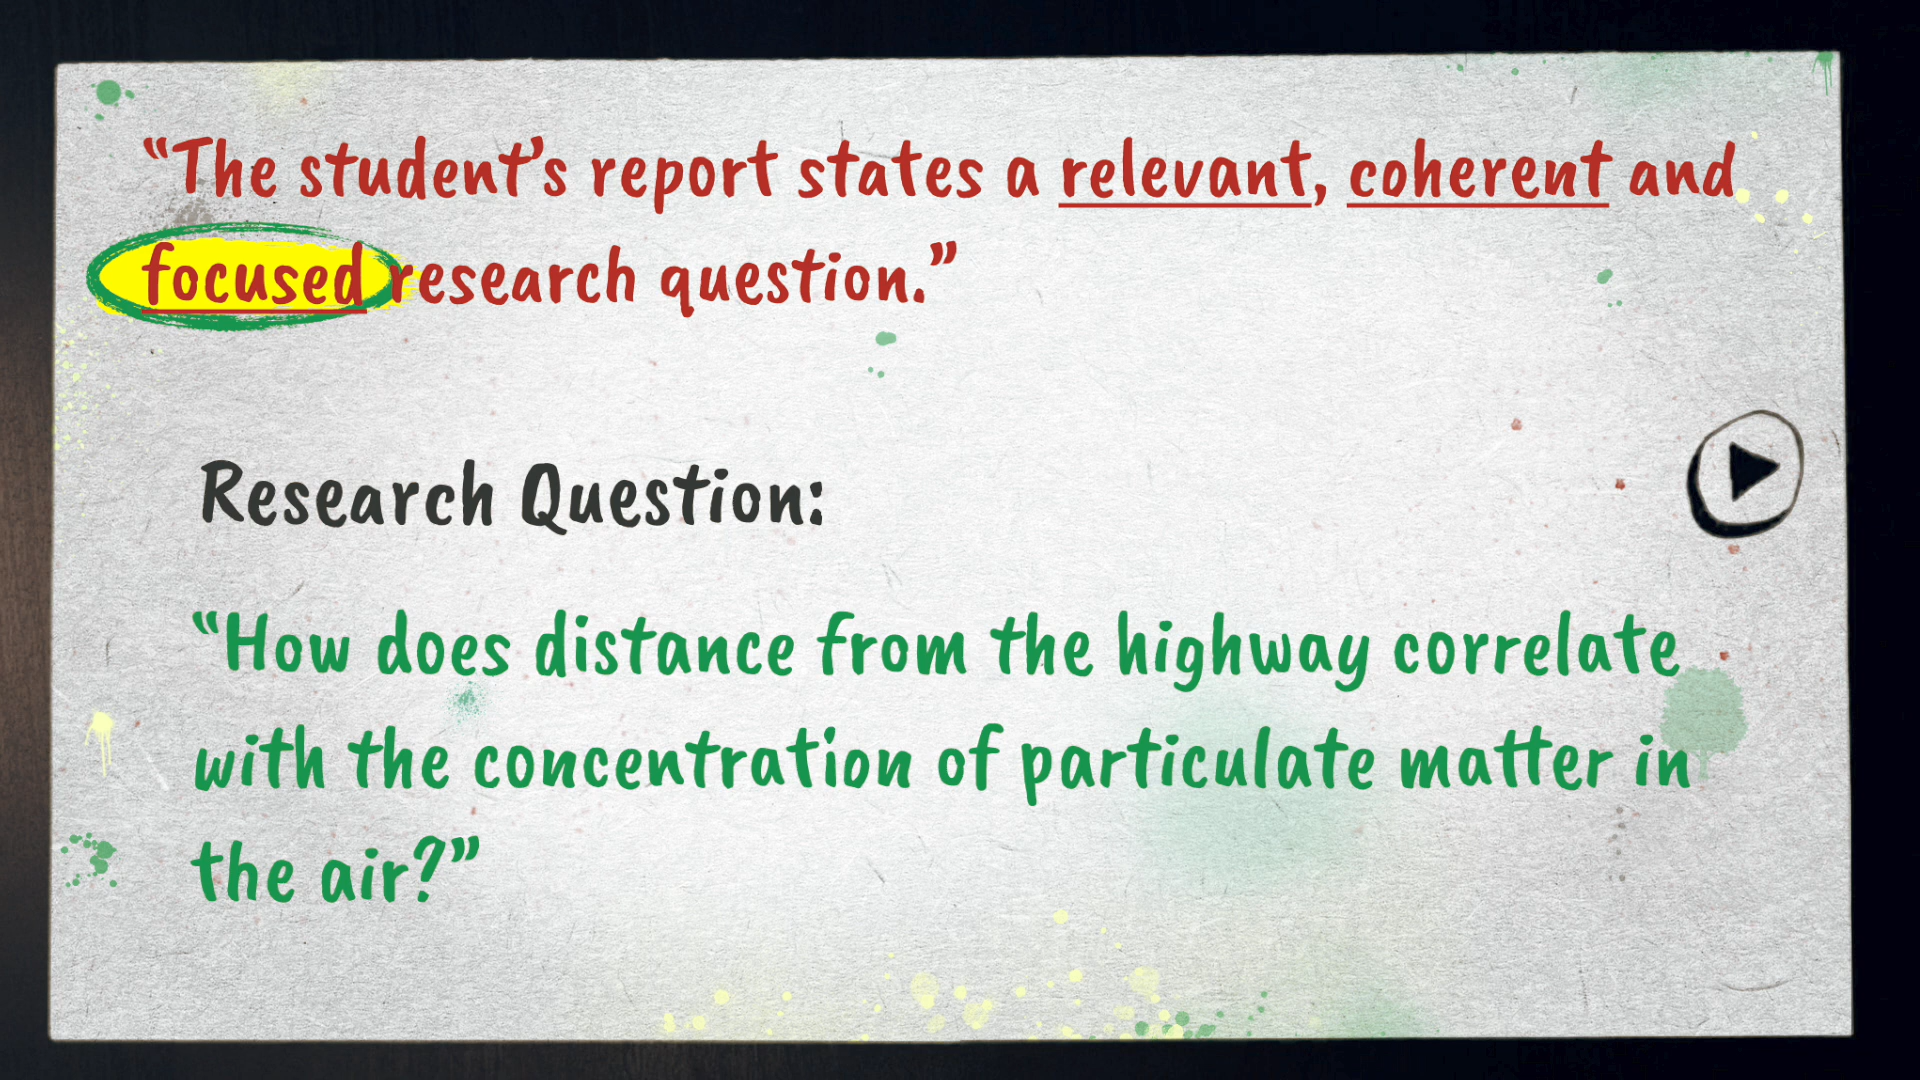 “The student’s report states a relevant, coherent and
focused research question.”
Research Question:
“How does distance from the highway correlate
with the concentration of particulate matter in
the air?”